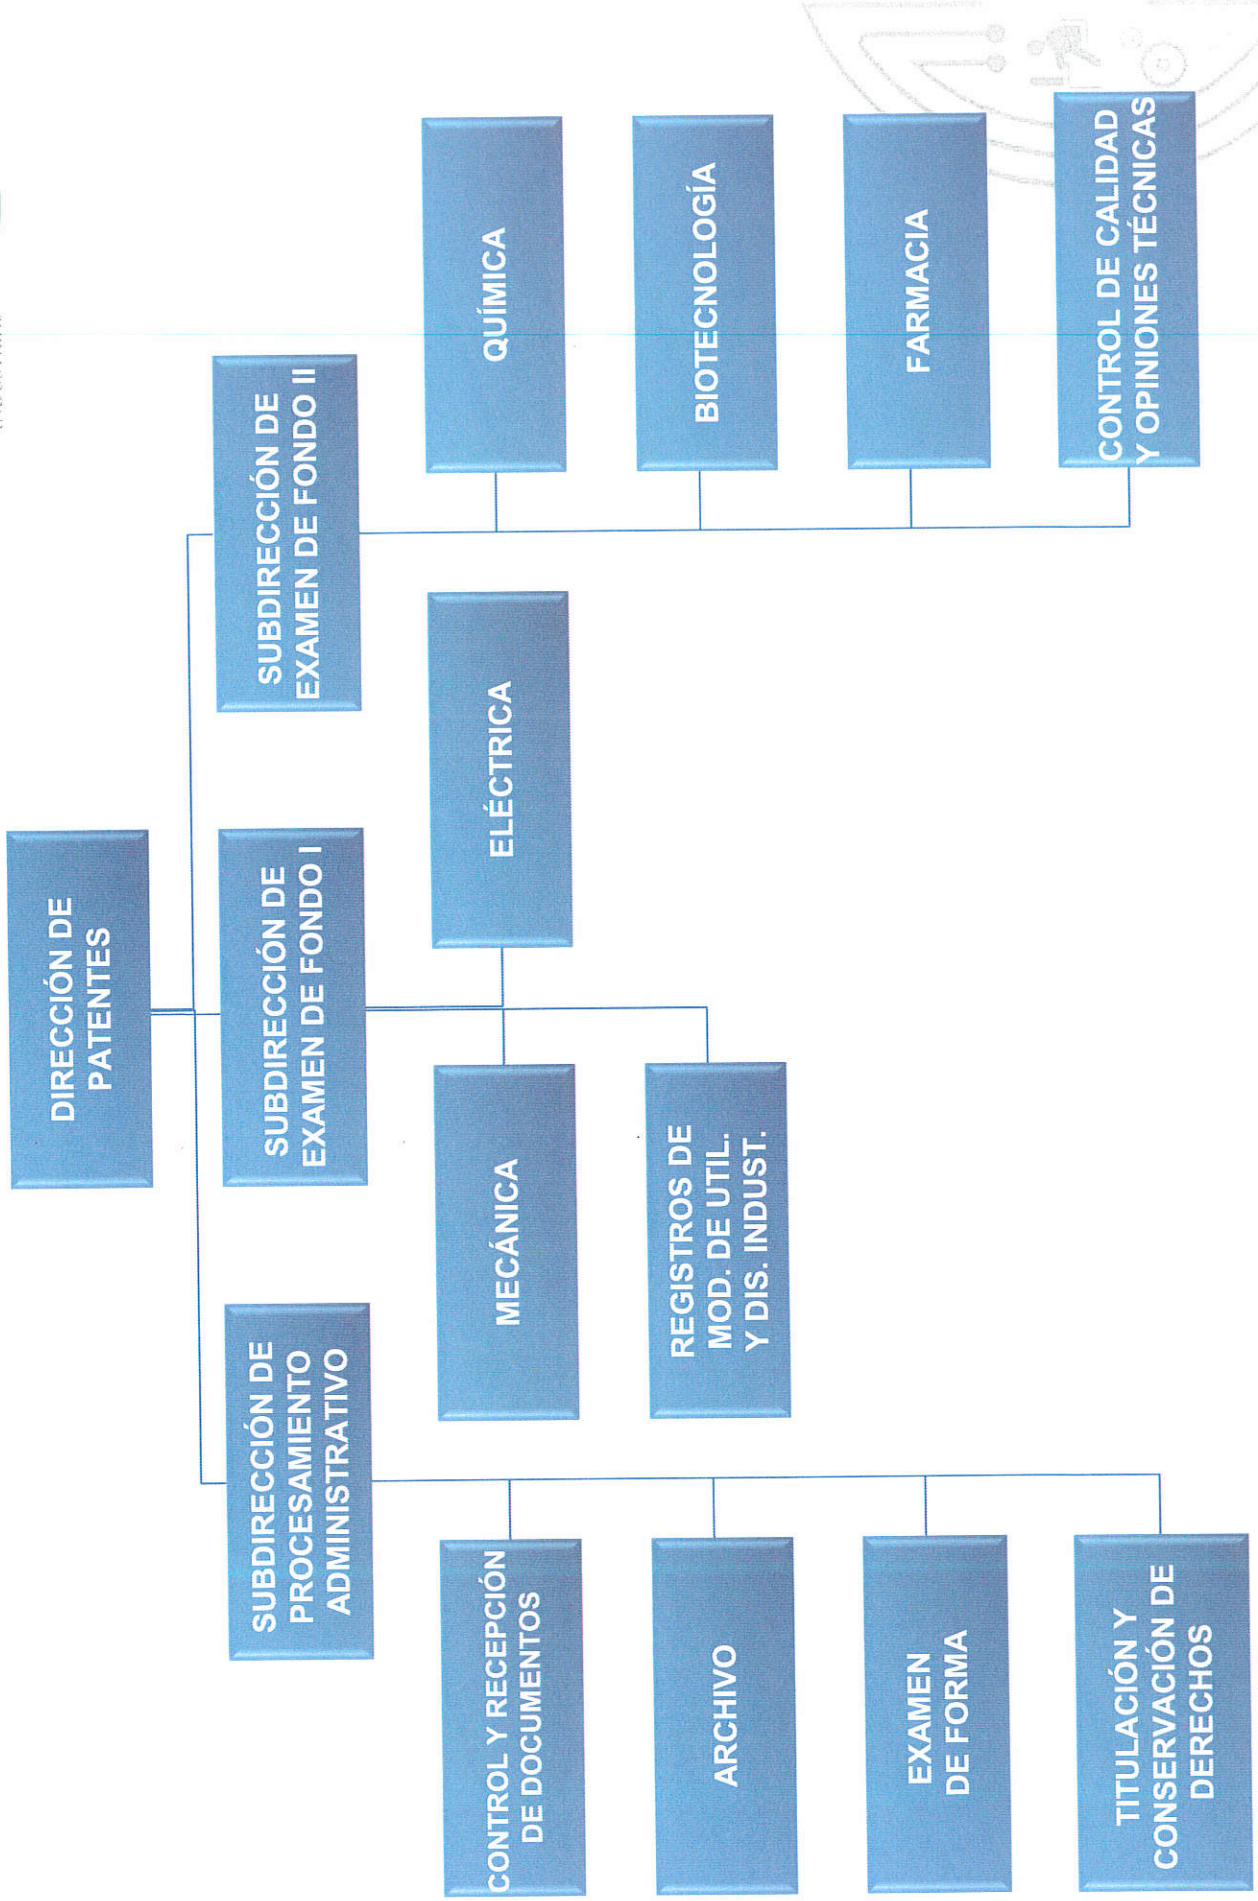 DIRECCIÓN DE
PATENTES
SUBDIRECCIÓN DE
PROCESAMIENTO
ADMINISTRATIVO
SUBDIRECCIÓN DE
EXAMEN DE FONDO I
SUBDIRECCIÓN DE
EXAMEN DE FONDO II
CONTROL Y RECEPCIÓN
DE DOCUMENTOS
ARCHIVO
EXAMEN
DE FORMA
TITULACIÓN Y
CONSERVACIÓN DE
DERECHOS
MECÁNICA
ELÉCTRICA
REGISTROS DE
MOD. DE UTIL.
Y DIS. INDUST.
QUÍMICA
BIOTECNOLOGÍA
FARMACIA
CONTROL DE CALIDAD
Y OPINIONES TÉCNICAS